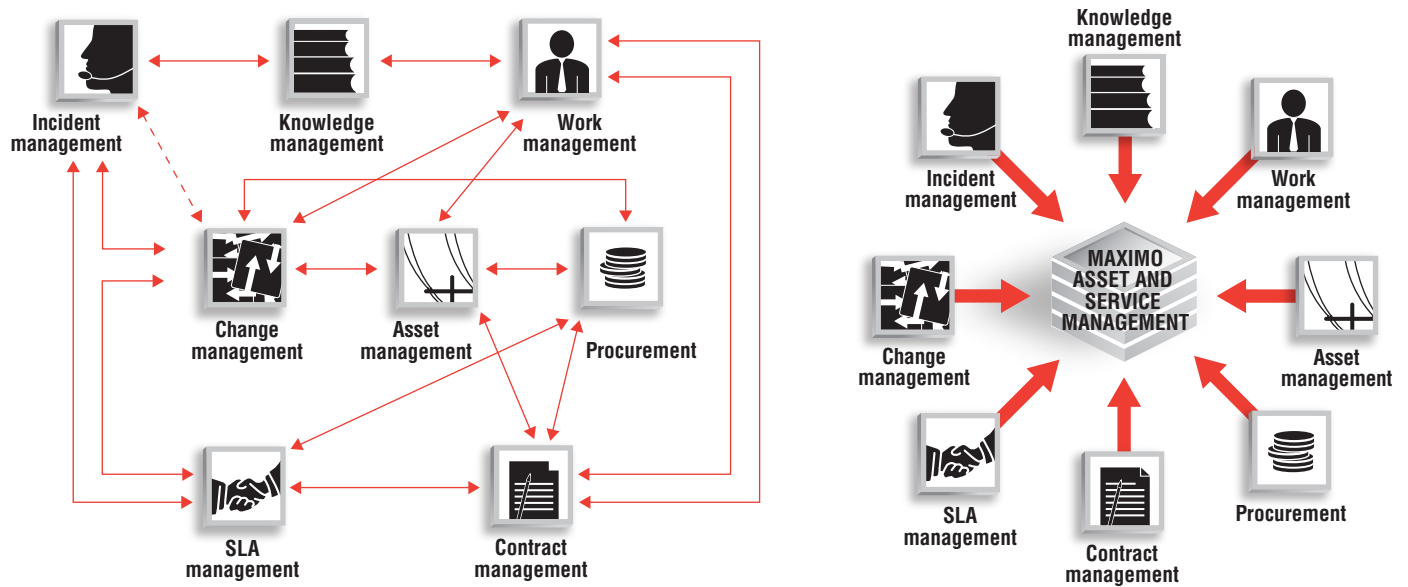 Incident
management
Knowledge
management
Work
management
Change
management
Asset
management
Procurement
SLA
management
Contract
management
Knowledge
management
Incident
management
Work
management
MAXIMO
ASSET AND
SERVICE
MANAGEMENT
Change
management
Asset
management
SLA
management
Procurement
Contract
management